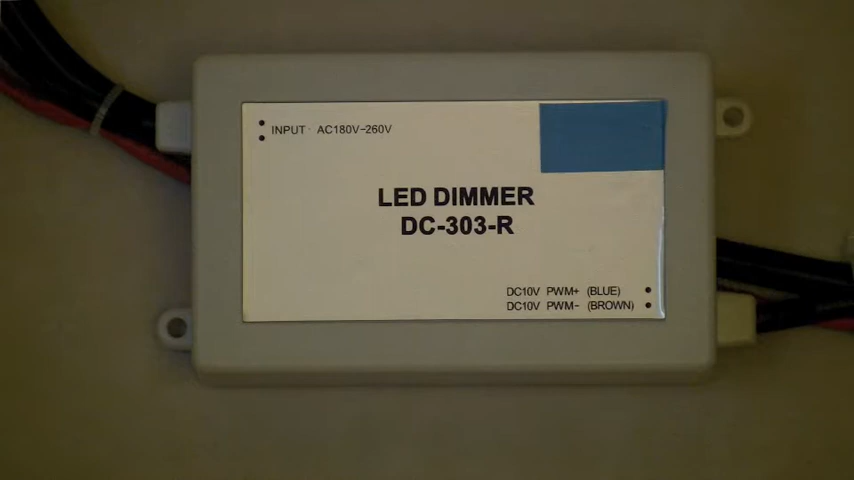 INPUT : AC180V-260V
LED DIMMER
DC-303-R
DC10V PWM+ (BLUE)
DC10V PWM- (BROWN)